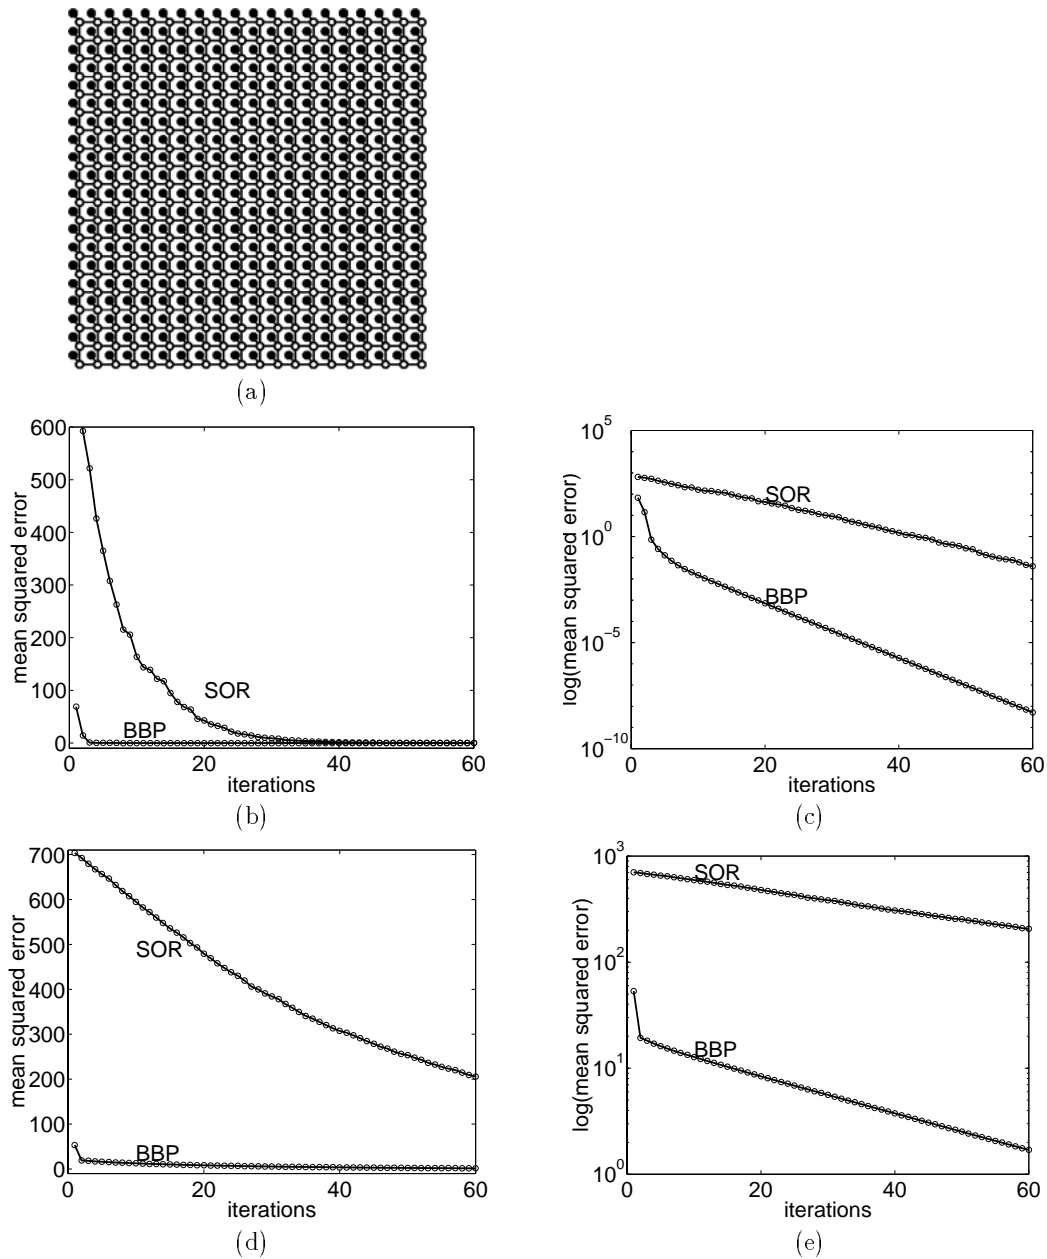 (a)
600
500
400
300
200
100
0
mean squared error
SOR
BBP
0 20 40 60
iterations
(b)
10^5
10^0
10^−5
10^−10
log(mean squared error)
SOR
BBP
0 20 40 60
iterations
(c)
700
600
500
400
300
200
100
0
mean squared error
SOR
BBP
0 20 40 60
iterations
(d)
10^3
10^2
10^1
10^0
log(mean squared error)
SOR
BBP
0 20 40 60
iterations
(e)